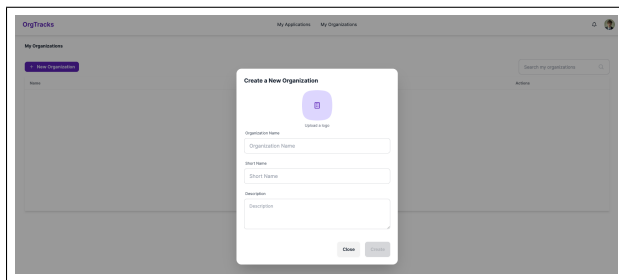 OrgTracks
My Applications My Organizations
My Organizations
+ New Organization
Search my organizations
Name
Actions
Create a New Organization
Upload a logo
Organization Name
Organization Name
Short Name
Short Name
Description
Description
Close Create